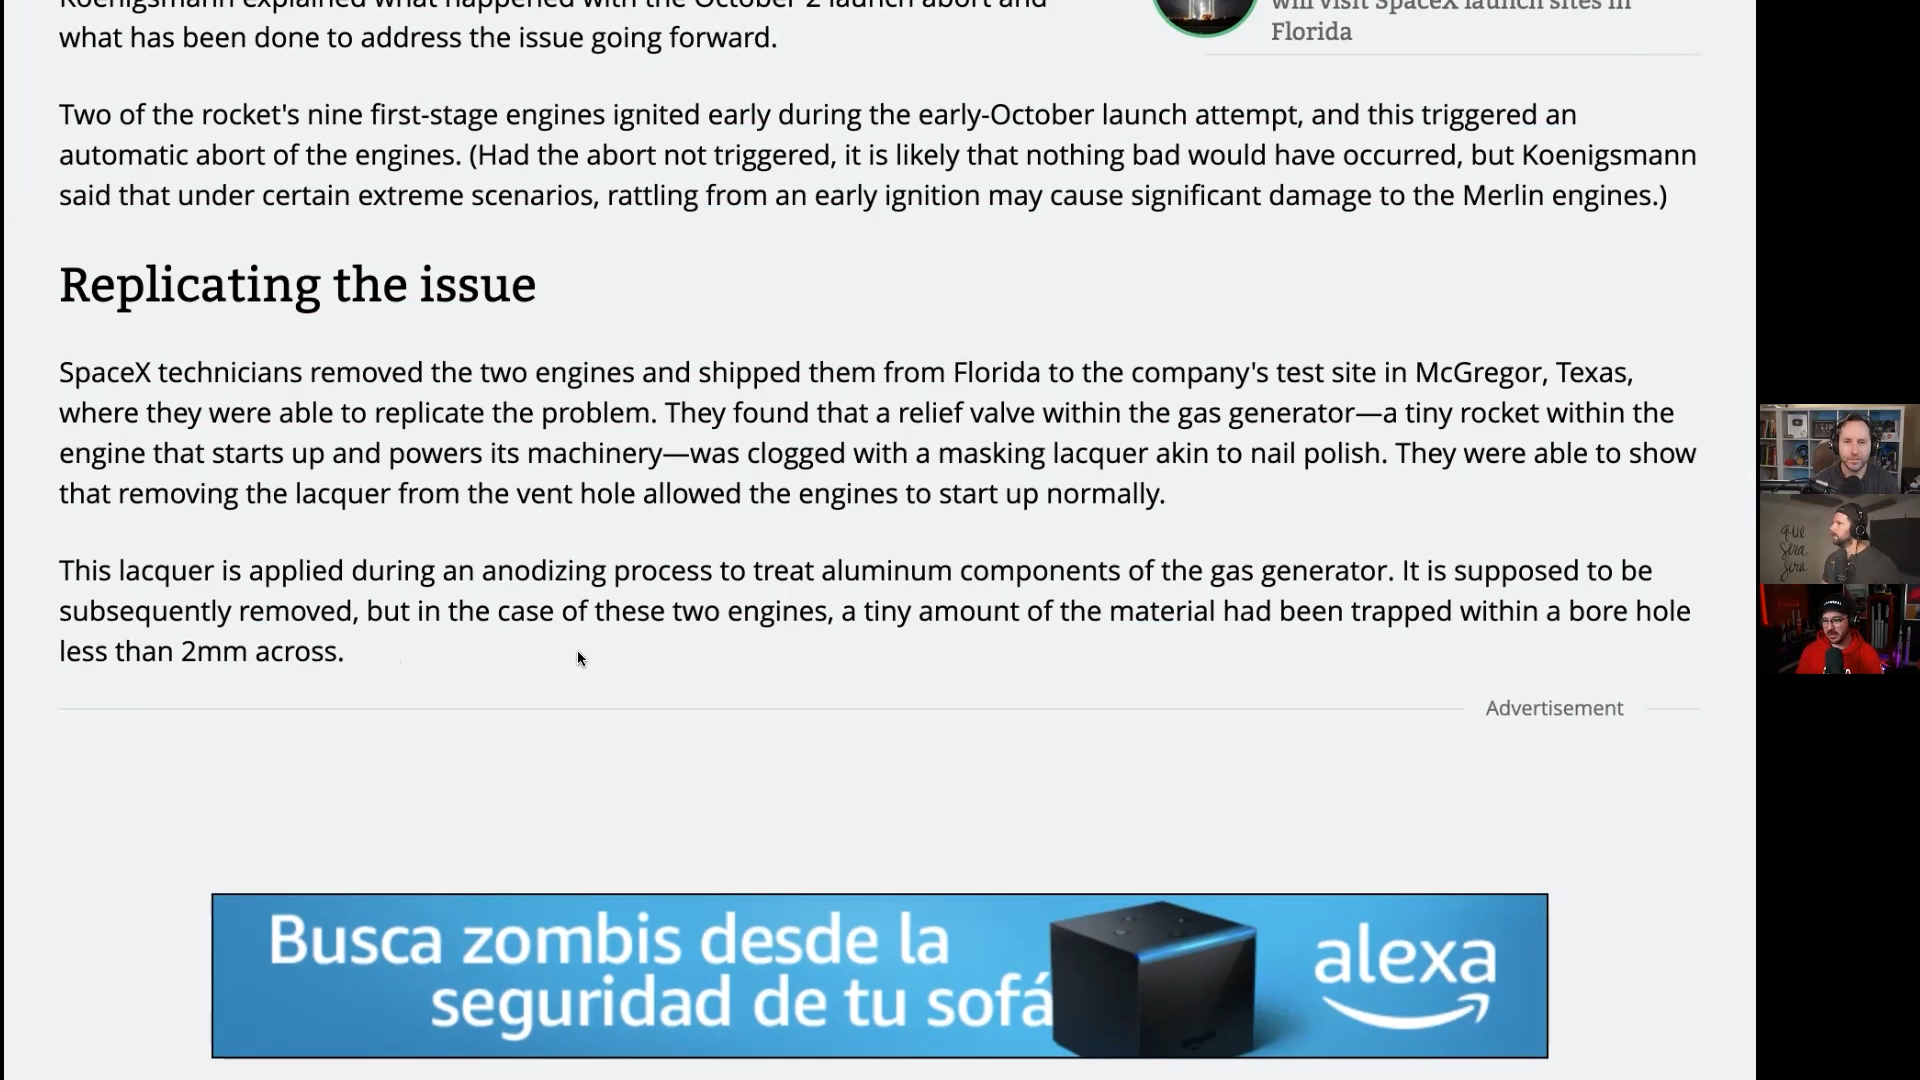 Koenigsmann explained what happened with the October 2 launch abort and
what has been done to address the issue going forward.
will visit SpaceX launch sites in
Florida
Two of the rocket's nine first-stage engines ignited early during the early-October launch attempt, and this triggered an
automatic abort of the engines. (Had the abort not triggered, it is likely that nothing bad would have occurred, but Koenigsmann
said that under certain extreme scenarios, rattling from an early ignition may cause significant damage to the Merlin engines.)
Replicating the issue
SpaceX technicians removed the two engines and shipped them from Florida to the company's test site in McGregor, Texas,
where they were able to replicate the problem. They found that a relief valve within the gas generator—a tiny rocket within the
engine that starts up and powers its machinery—was clogged with a masking lacquer akin to nail polish. They were able to show
that removing the lacquer from the vent hole allowed the engines to start up normally.
This lacquer is applied during an anodizing process to treat aluminum components of the gas generator. It is supposed to be
subsequently removed, but in the case of these two engines, a tiny amount of the material had been trapped within a bore hole
less than 2mm across.
Advertisement
Busca zombis desde la
seguridad de tu sofá
alexa
que
sera
sera